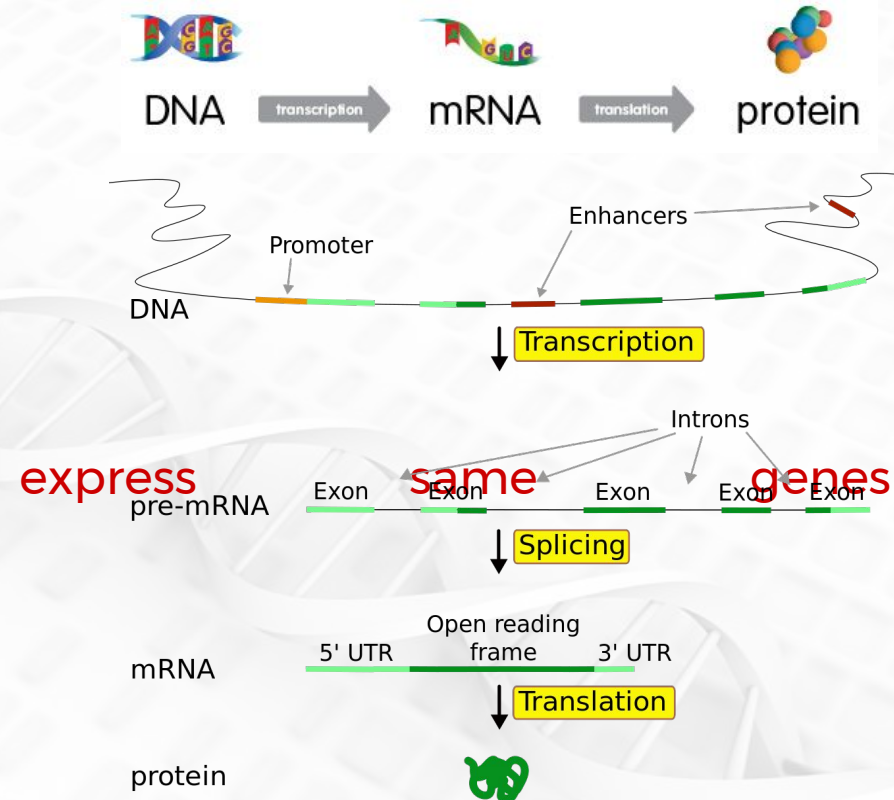 DNA transcription mRNA translation protein
Enhancers
Promoter
DNA
Transcription
Introns
express same genes
Exon Exon Exon Exon Exon
pre-mRNA
Splicing
Open reading
5' UTR frame 3' UTR
mRNA
Translation
protein